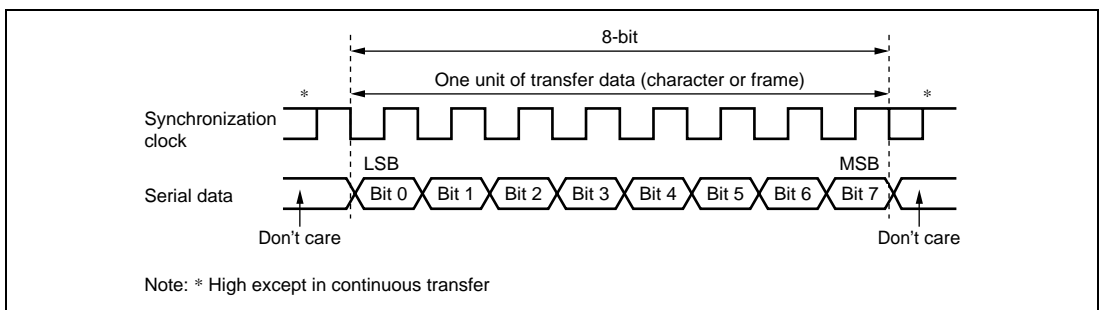 8-bit
One unit of transfer data (character or frame)
* *
Synchronization
clock
LSB MSB
Serial data Bit 0 Bit 1 Bit 2 Bit 3 Bit 4 Bit 5 Bit 6 Bit 7
Don't care Don't care
Note: * High except in continuous transfer